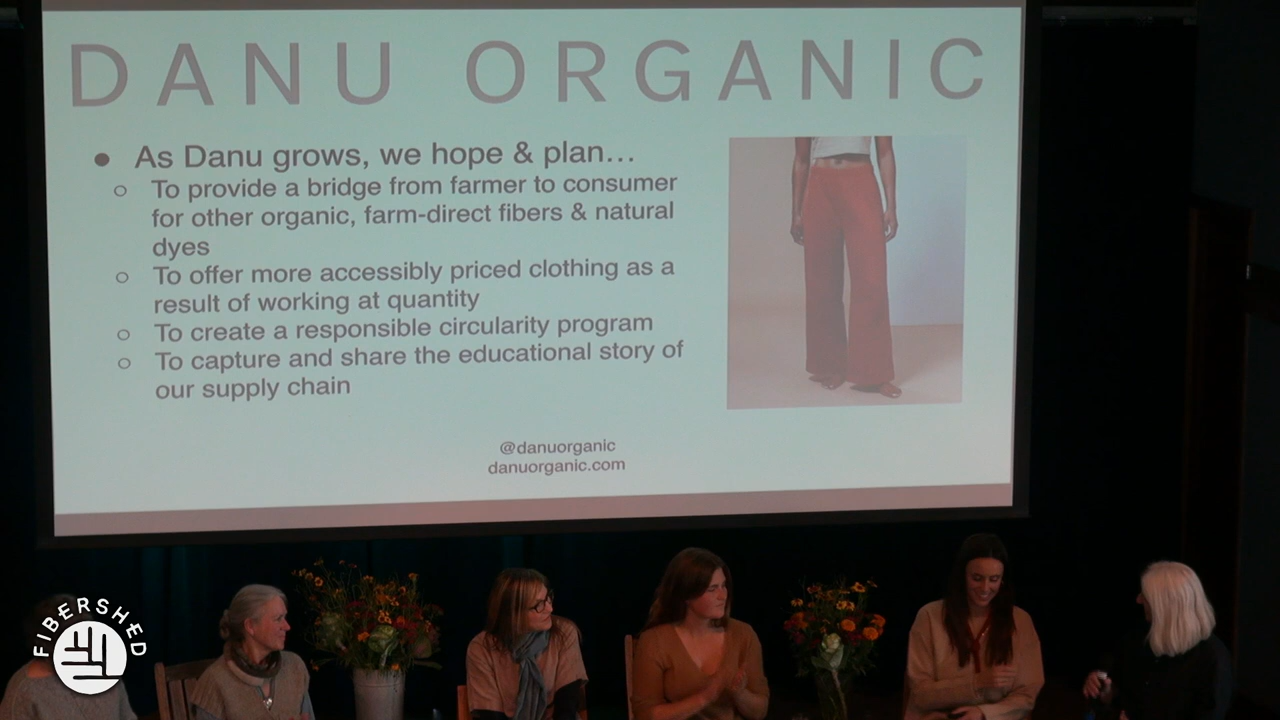 DANU ORGANIC
● As Danu grows, we hope & plan…
○ To provide a bridge from farmer to consumer
for other organic, farm-direct fibers & natural
dyes
○ To offer more accessibly priced clothing as a
result of working at quantity
○ To create a responsible circularity program
○ To capture and share the educational story of
our supply chain
@danuorganic
danuorganic.com
FIBERSHED